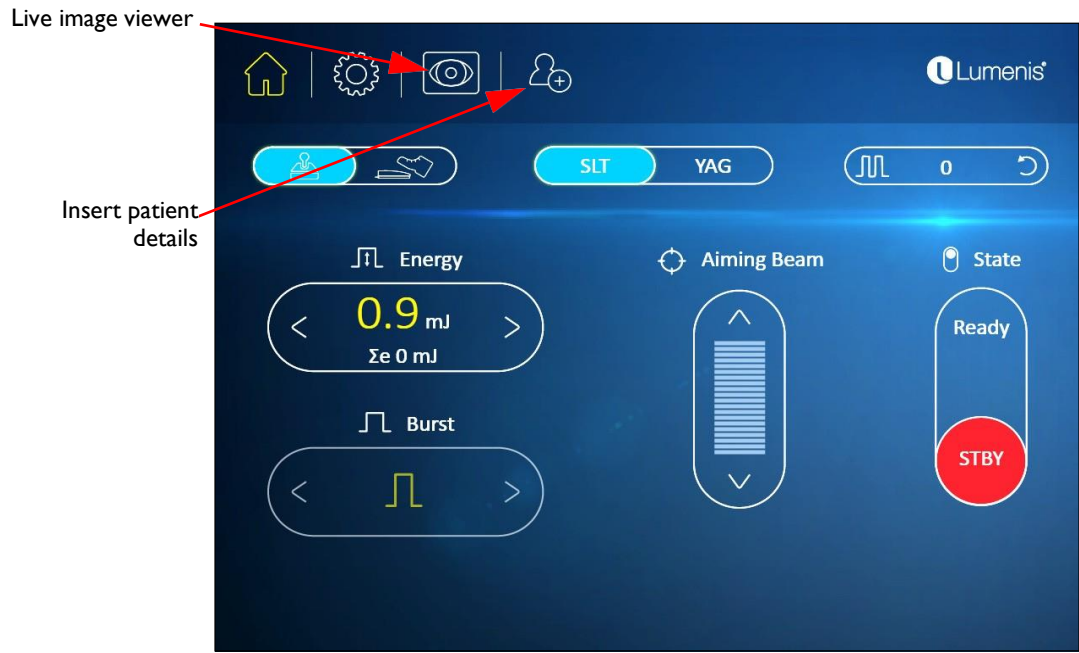 Live image viewer
Lumenis
SLT YAG 0
Insert patient
details
Energy Aiming Beam State
0.9 mJ
Σe 0 mJ
Ready
Burst
STBY